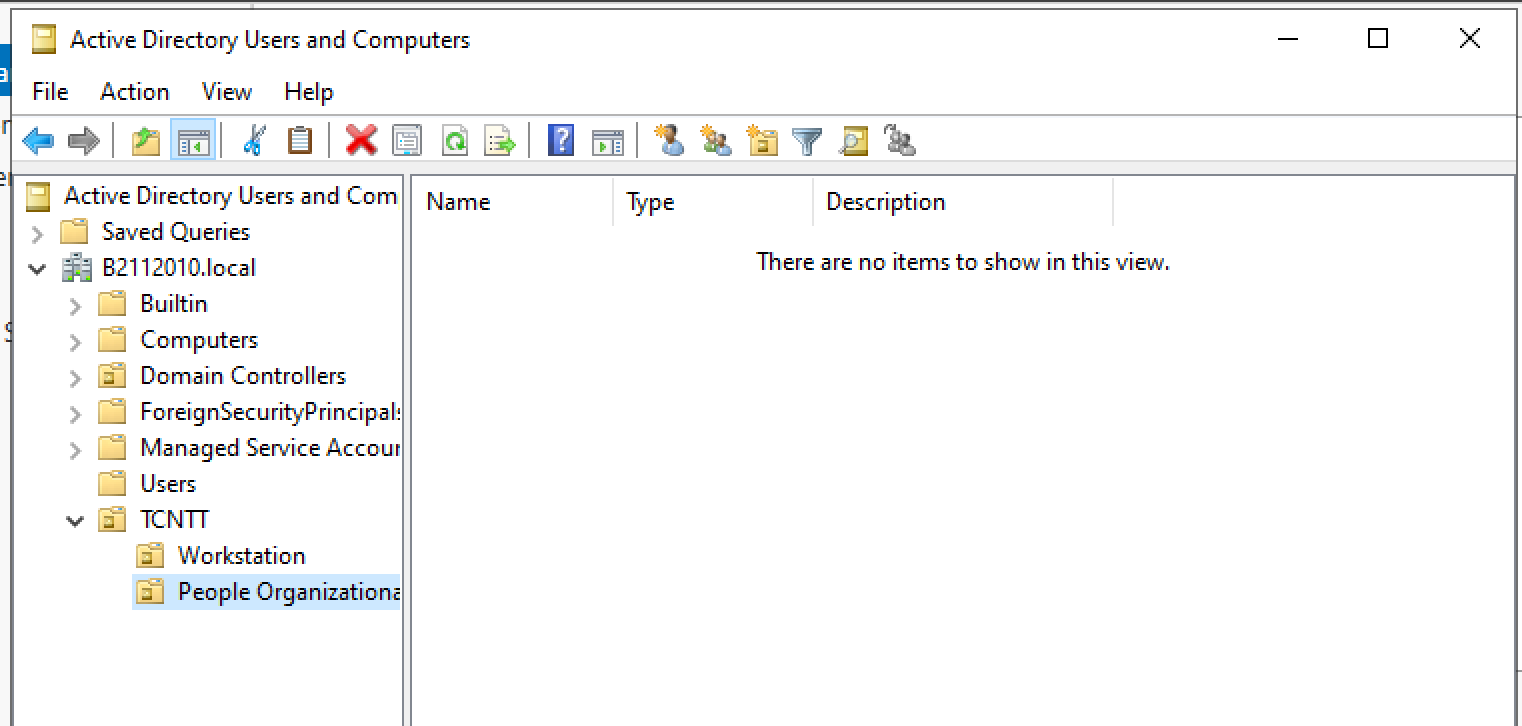 Active Directory Users and Computers
File Action View Help
Active Directory Users and Com
Saved Queries
B2112010.local
Builtin
Computers
Domain Controllers
ForeignSecurityPrincipals
Managed Service Accour
Users
TCNTT
Workstation
People Organizationa
Name Type Description
There are no items to show in this view.